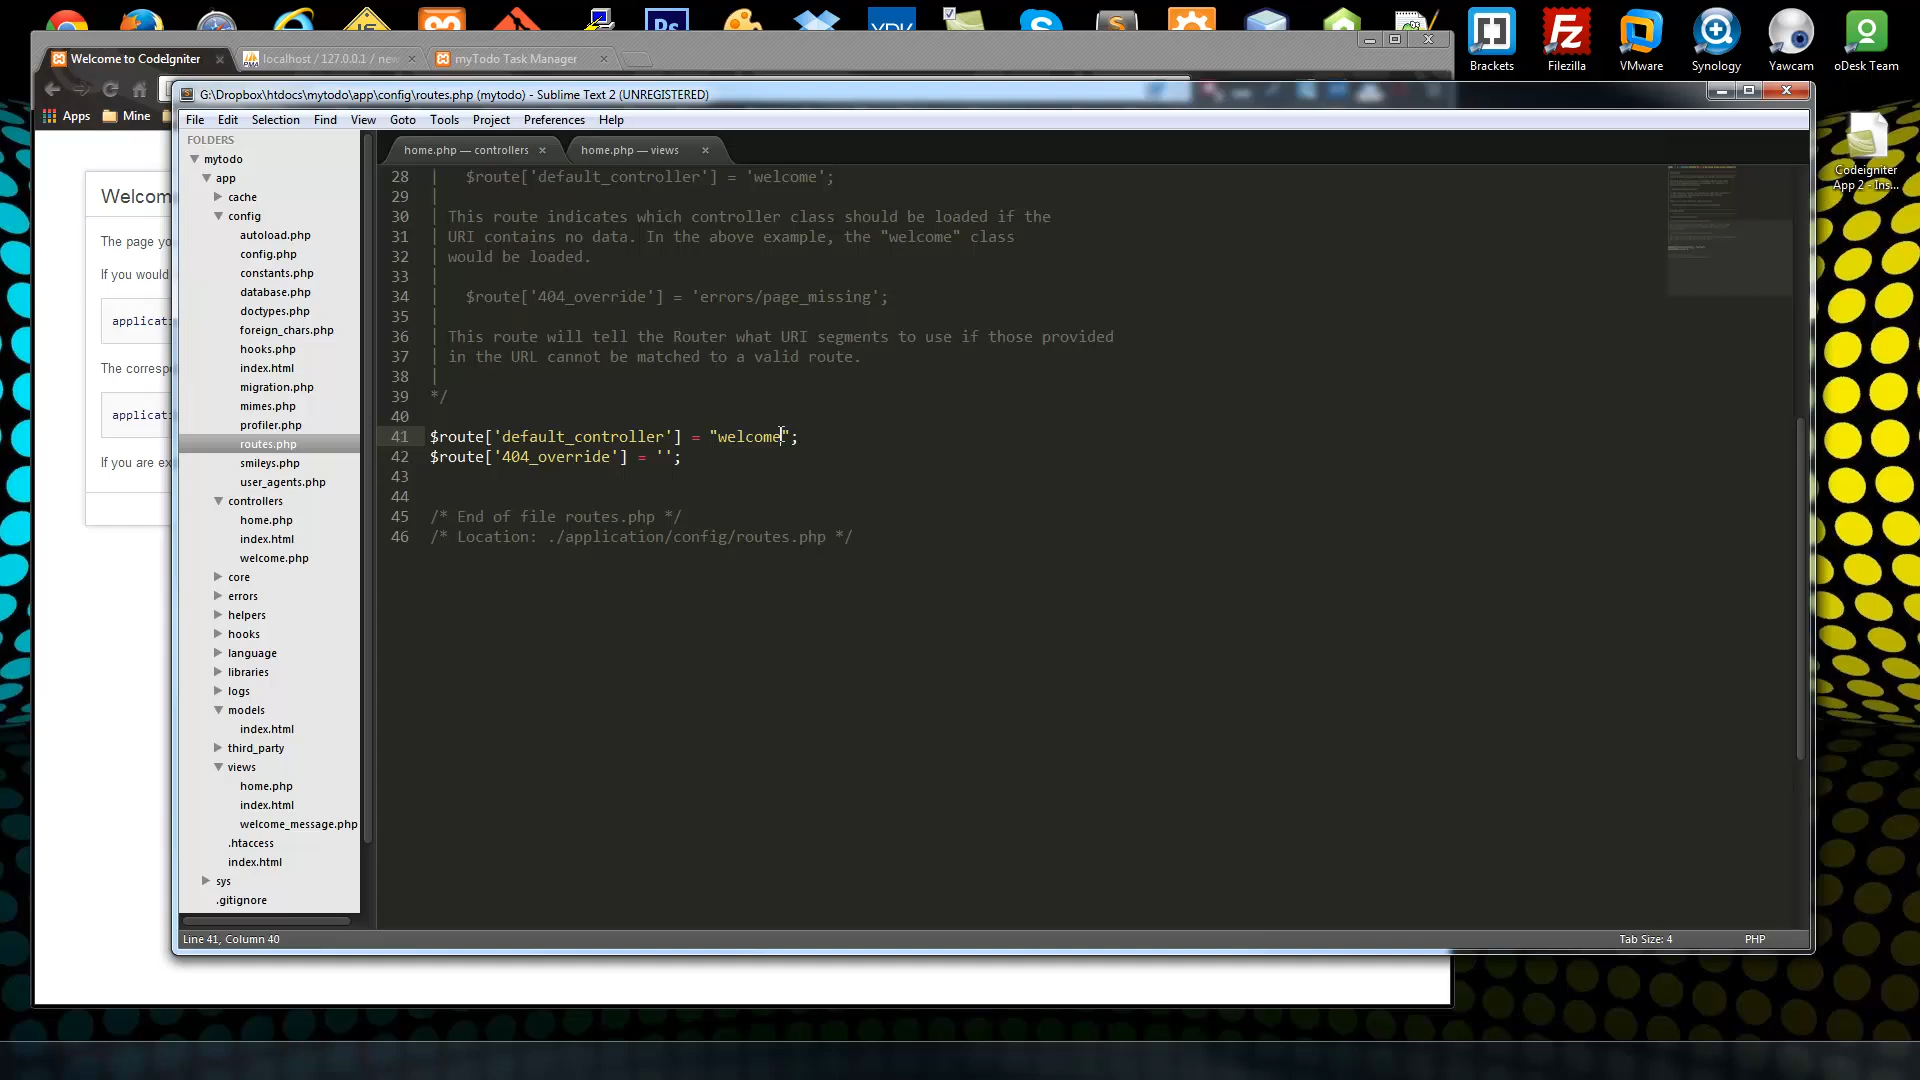 Brackets
Filezilla
VMware
Synology
Yawcam
oDesk Team
Codeigniter
App 2 - Ins...
Welcome to CodeIgniter
localhost / 127.0.0.1 / new
myTodo Task Manager
Apps
Mine
Welcom
The page yo
If you would
applicati
The corresp
applicati
If you are ex
G:\Dropbox\htdocs\mytodo\app\config\routes.php (mytodo) - Sublime Text 2 (UNREGISTERED)
File Edit Selection Find View Goto Tools Project Preferences Help
FOLDERS
mytodo
app
cache
config
autoload.php
config.php
constants.php
database.php
doctypes.php
foreign_chars.php
hooks.php
index.html
migration.php
mimes.php
profiler.php
routes.php
smileys.php
user_agents.php
controllers
home.php
index.html
welcome.php
core
errors
helpers
hooks
language
libraries
logs
models
index.html
third_party
views
home.php
index.html
welcome_message.php
.htaccess
index.html
sys
.gitignore
home.php — controllers
home.php — views
28 | $route['default_controller'] = 'welcome';
29 |
30 | This route indicates which controller class should be loaded if the
31 | URI contains no data. In the above example, the "welcome" class
32 | would be loaded.
33 |
34 | $route['404_override'] = 'errors/page_missing';
35 |
36 | This route will tell the Router what URI segments to use if those provided
37 | in the URL cannot be matched to a valid route.
38 |
39 */
40
41 $route['default_controller'] = "welcome";
42 $route['404_override'] = '';
43
44
45 /* End of file routes.php */
46 /* Location: ./application/config/routes.php */
Line 41, Column 40
Tab Size: 4
PHP